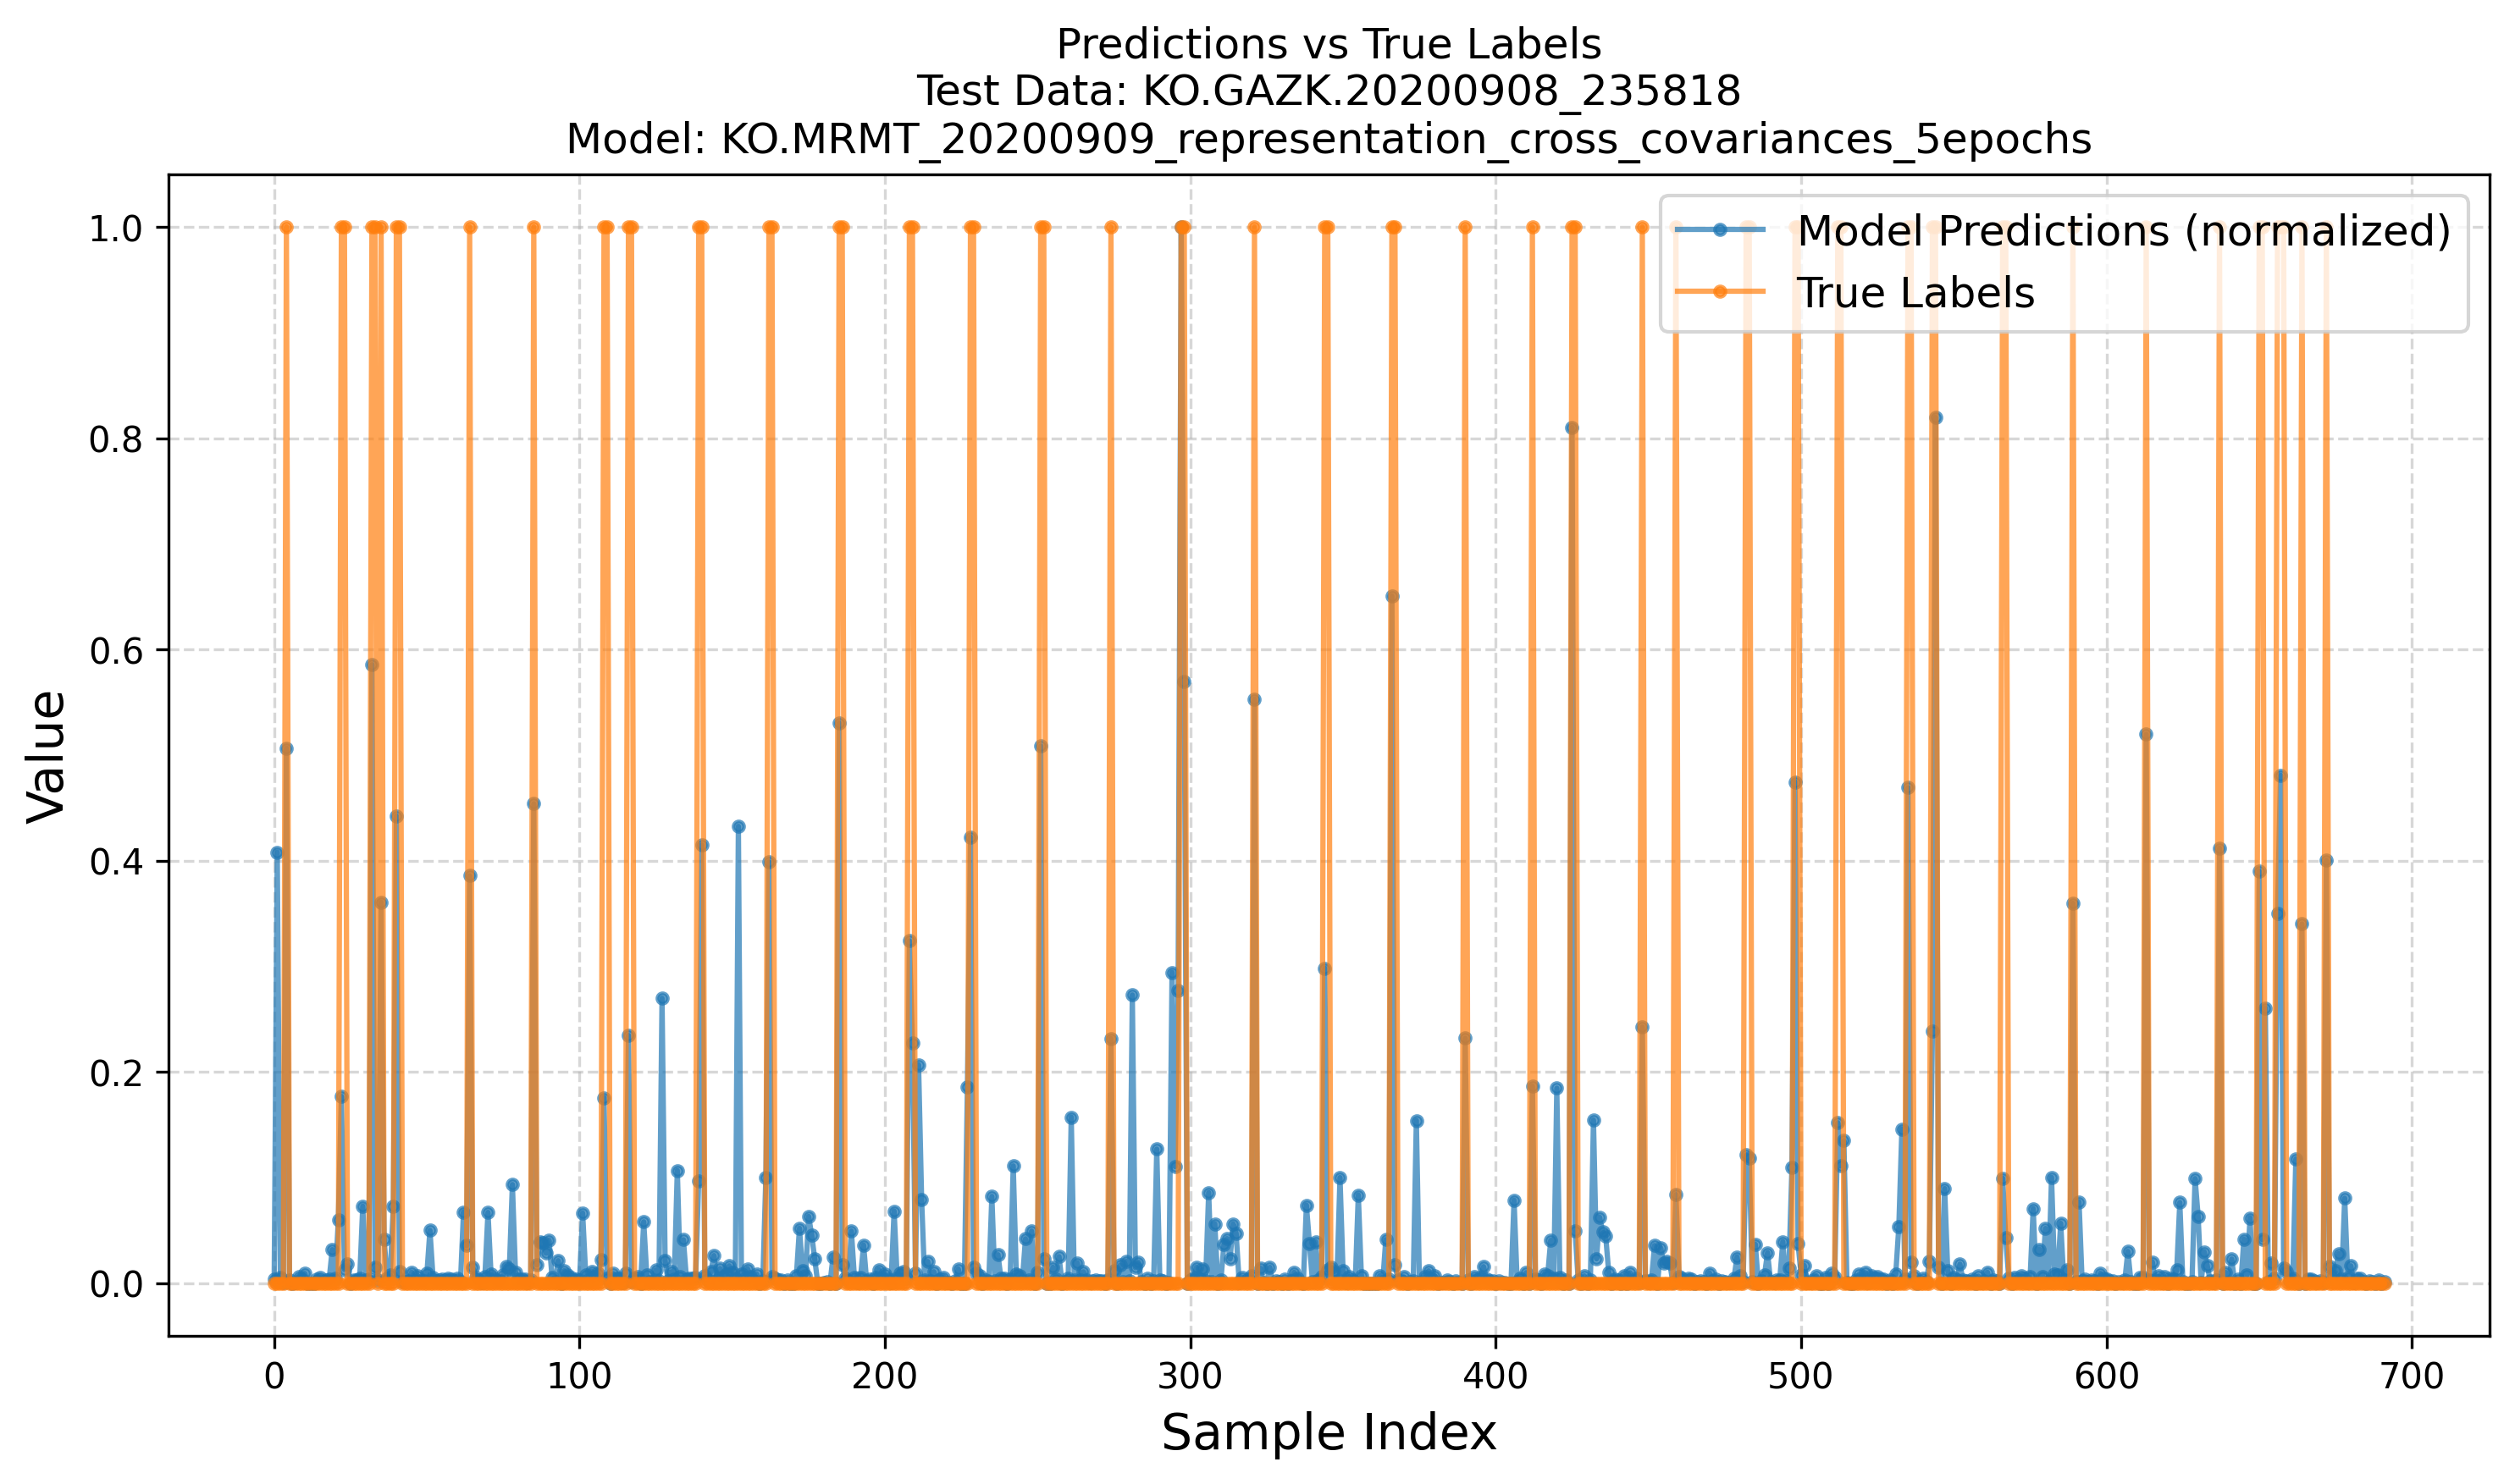 Predictions vs True Labels
Test Data: KO.GAZK.20200908_235818
Model: KO.MRMT_20200909_representation_cross_covariances_5epochs
Model Predictions (normalized)
True Labels
1.0
0.8
0.6
0.4
0.2
0.0
Value
0 100 200 300 400 500 600 700
Sample Index